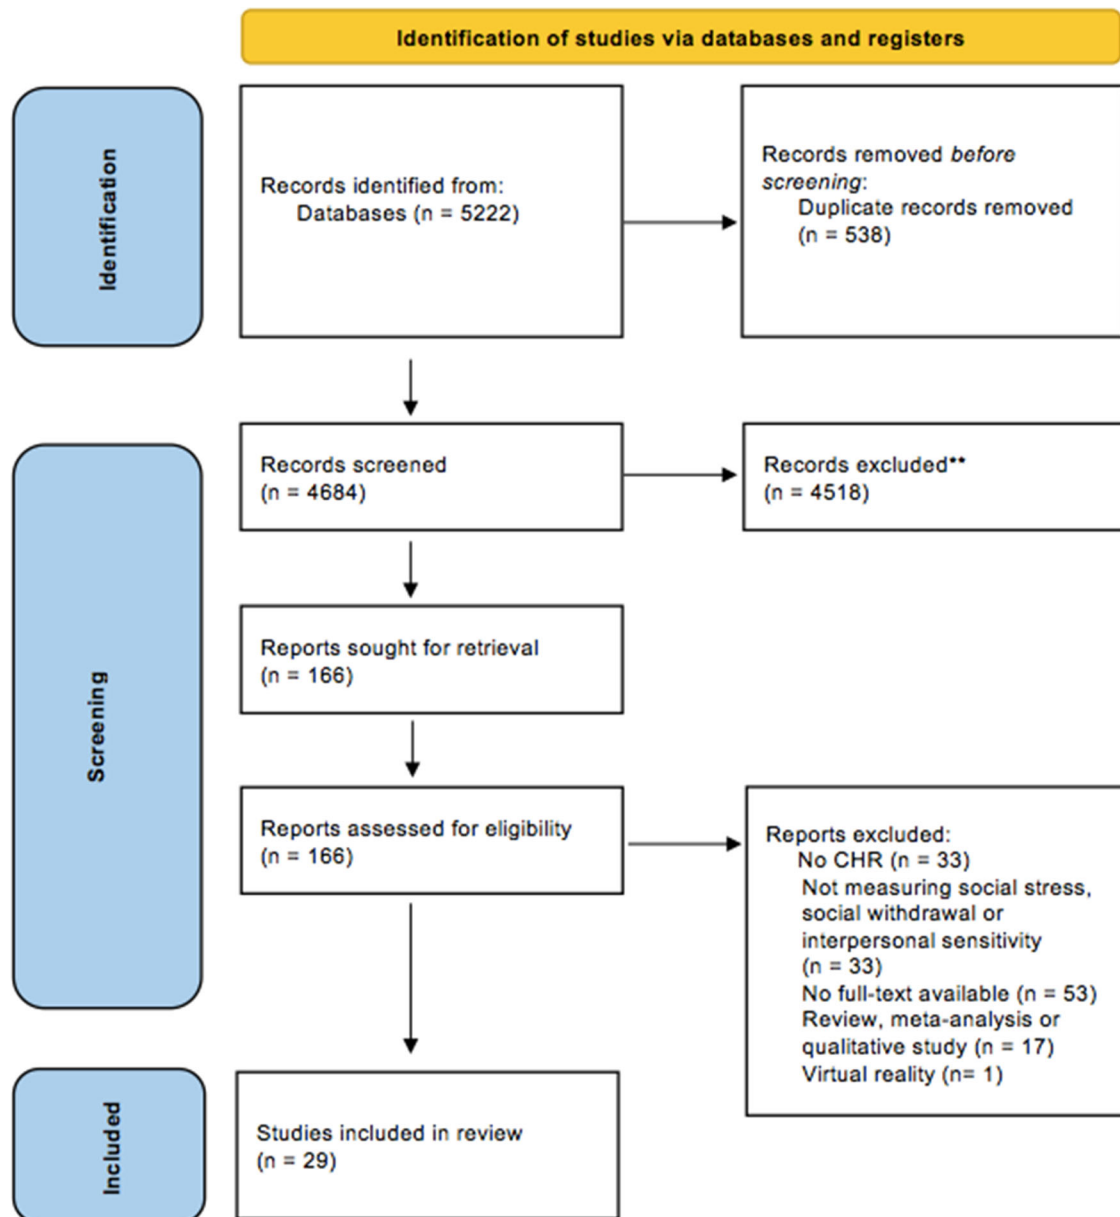 Identification of studies via databases and registers
Identification
Records identified from:
Databases (n = 5222)
Records removed before
screening:
Duplicate records removed
(n = 538)
Screening
Records screened
(n = 4684)
Records excluded**
(n = 4518)
Reports sought for retrieval
(n = 166)
Reports assessed for eligibility
(n = 166)
Reports excluded:
No CHR (n = 33)
Not measuring social stress,
social withdrawal or
interpersonal sensitivity
(n = 33)
No full-text available (n = 53)
Review, meta-analysis or
qualitative study (n = 17)
Virtual reality (n= 1)
Included
Studies included in review
(n = 29)